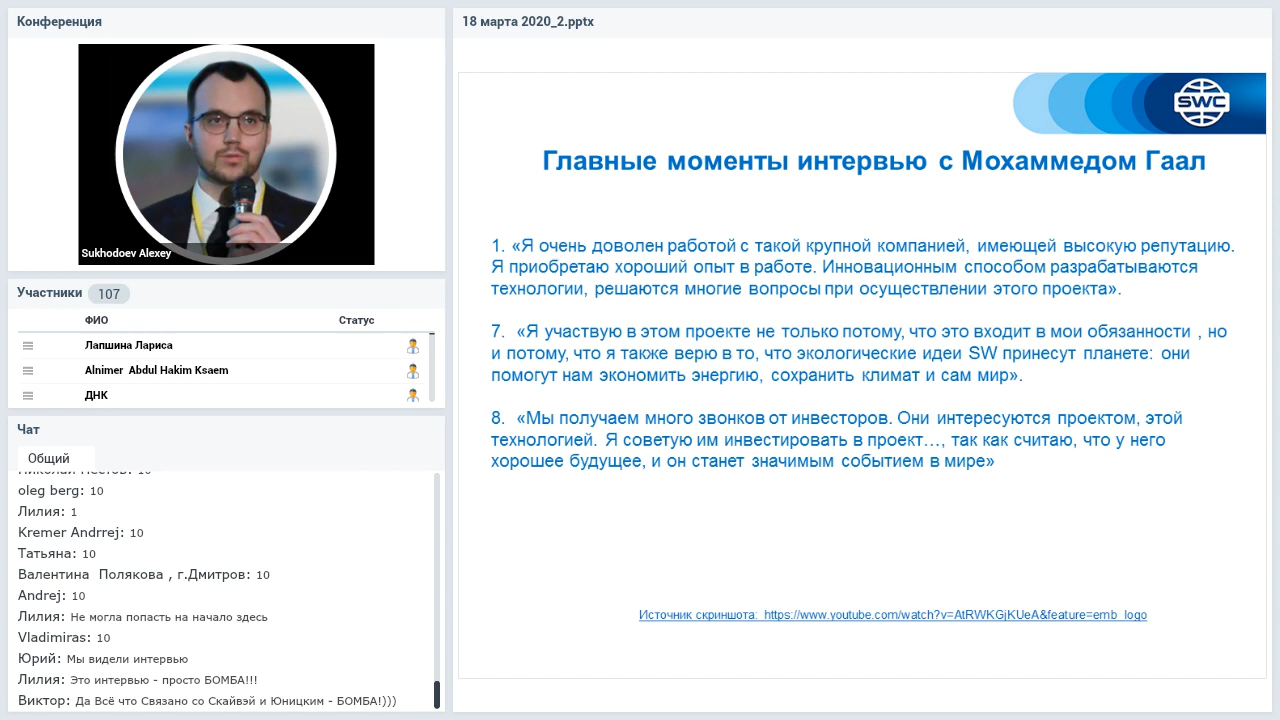 Конференция
Sukhodoev Alexey
Участники 107
ФИО Статус
Лапшина Лариса
Alnimer Abdul Hakim Ksaem
ДНК
Чат
Общий
oleg berg: 10
Лилия: 1
Kremer Andrrej: 10
Татьяна: 10
Валентина Полякова , г.Дмитров: 10
Andrej: 10
Лилия: Не могла попасть на начало здесь
Vladimiras: 10
Юрий: Мы видели интервью
Лилия: Это интервью - просто БОМБА!!!
Виктор: Да Всё что Связано со Скайвэй и Юницким - БОМБА!)))
18 марта 2020_2.pptx
SWC
Главные моменты интервью с Мохаммедом Гаал
1. «Я очень доволен работой с такой крупной компанией, имеющей высокую репутацию.
Я приобретаю хороший опыт в работе. Инновационным способом разрабатываются
технологии, решаются многие вопросы при осуществлении этого проекта».
7. «Я участвую в этом проекте не только потому, что это входит в мои обязанности , но
и потому, что я также верю в то, что экологические идеи SW принесут планете: они
помогут нам экономить энергию, сохранить климат и сам мир».
8. «Мы получаем много звонков от инвесторов. Они интересуются проектом, этой
технологией. Я советую им инвестировать в проект…, так как считаю, что у него
хорошее будущее, и он станет значимым событием в мире»
Источник скриншота: https://www.youtube.com/watch?v=AtRWKGjKUeA&feature=emb_logo